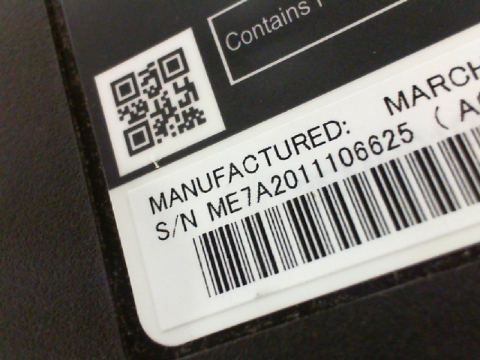 Contains
MANUFACTURED: MARCH
S/N ME7A2011106625 (